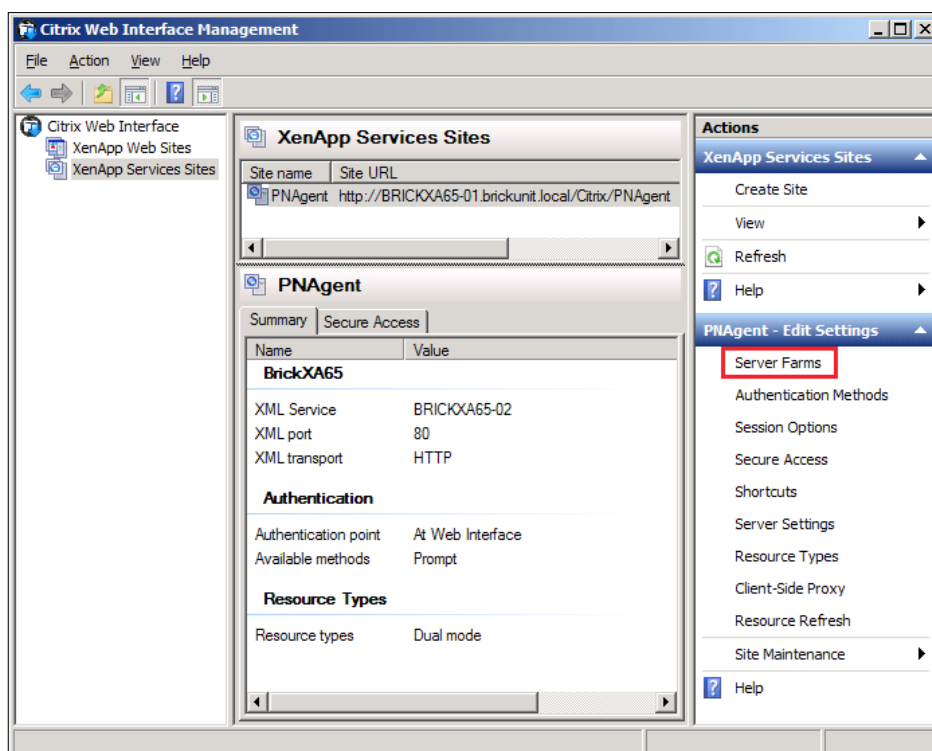 Citrix Web Interface Management
File Action View Help
Citrix Web Interface
XenApp Web Sites
XenApp Services Sites
XenApp Services Sites
Site name Site URL
PNAgent http://BRICKXA65-01.brickunit.local/Citrix/PNAgent
PNAgent
Summary Secure Access
Name Value
BrickXA65
XML Service BRICKXA65-02
XML port 80
XML transport HTTP
Authentication
Authentication point At Web Interface
Available methods Prompt
Resource Types
Resource types Dual mode
Actions
XenApp Services Sites
Create Site
View
Refresh
Help
PNAgent - Edit Settings
Server Farms
Authentication Methods
Session Options
Secure Access
Shortcuts
Server Settings
Resource Types
Client-Side Proxy
Resource Refresh
Site Maintenance
Help